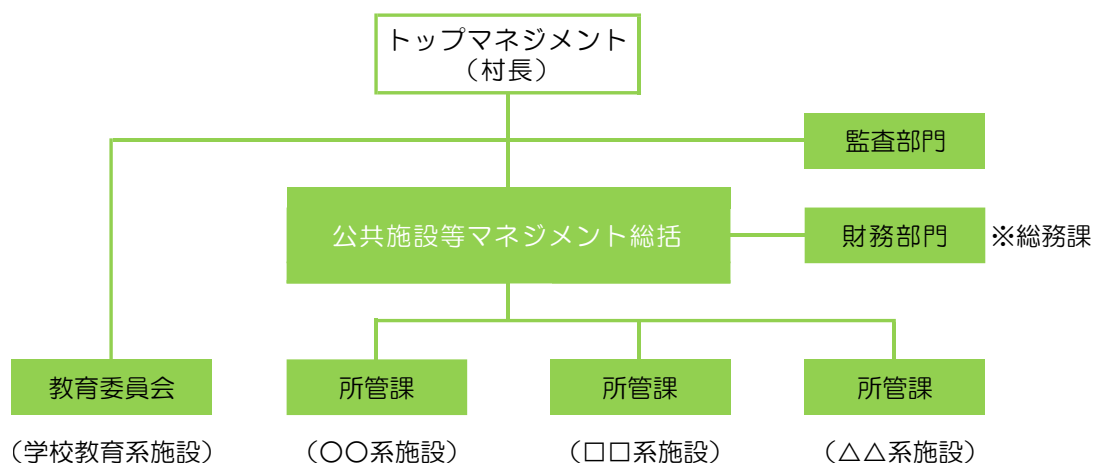 トップマネジメント
（村長）
監査部門
公共施設等マネジメント総括
財務部門
※総務課
教育委員会
所管課
所管課
所管課
（学校教育系施設）
（〇〇系施設）
（□□系施設）
（△△系施設）